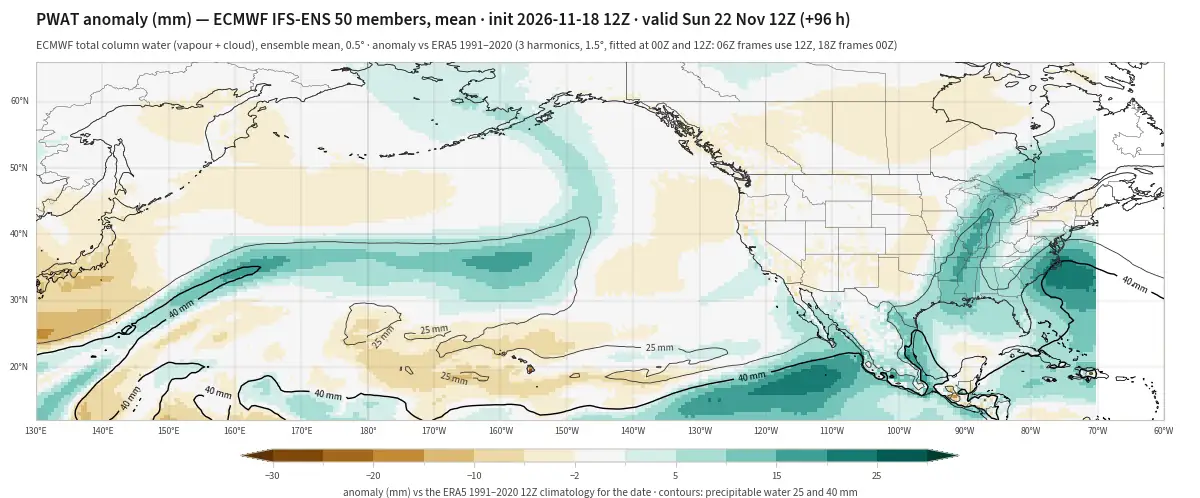 PWAT anomaly (mm) — ECMWF IFS-ENS 50 members, mean · init 2026-11-18 12Z · valid Sun 22 Nov 12Z (+96 h)
ECMWF total column water (vapour + cloud), ensemble mean, 0.5° · anomaly vs ERA5 1991–2020 (3 harmonics, 1.5°, fitted at 00Z and 12Z: 06Z frames use 12Z, 18Z frames 00Z)
60°N
50°N
40°N
30°N
20°N
40 mm
40 mm
40 mm
40 mm
25 mm
25 mm
25 mm
25 mm
40 mm
40 mm
130°E 140°E 150°E 160°E 170°E 180° 170°W 160°W 150°W 140°W 130°W 120°W 110°W 100°W 90°W 80°W 70°W 60°W
−30 −20 −10 −2 5 15 25
anomaly (mm) vs the ERA5 1991–2020 12Z climatology for the date · contours: precipitable water 25 and 40 mm